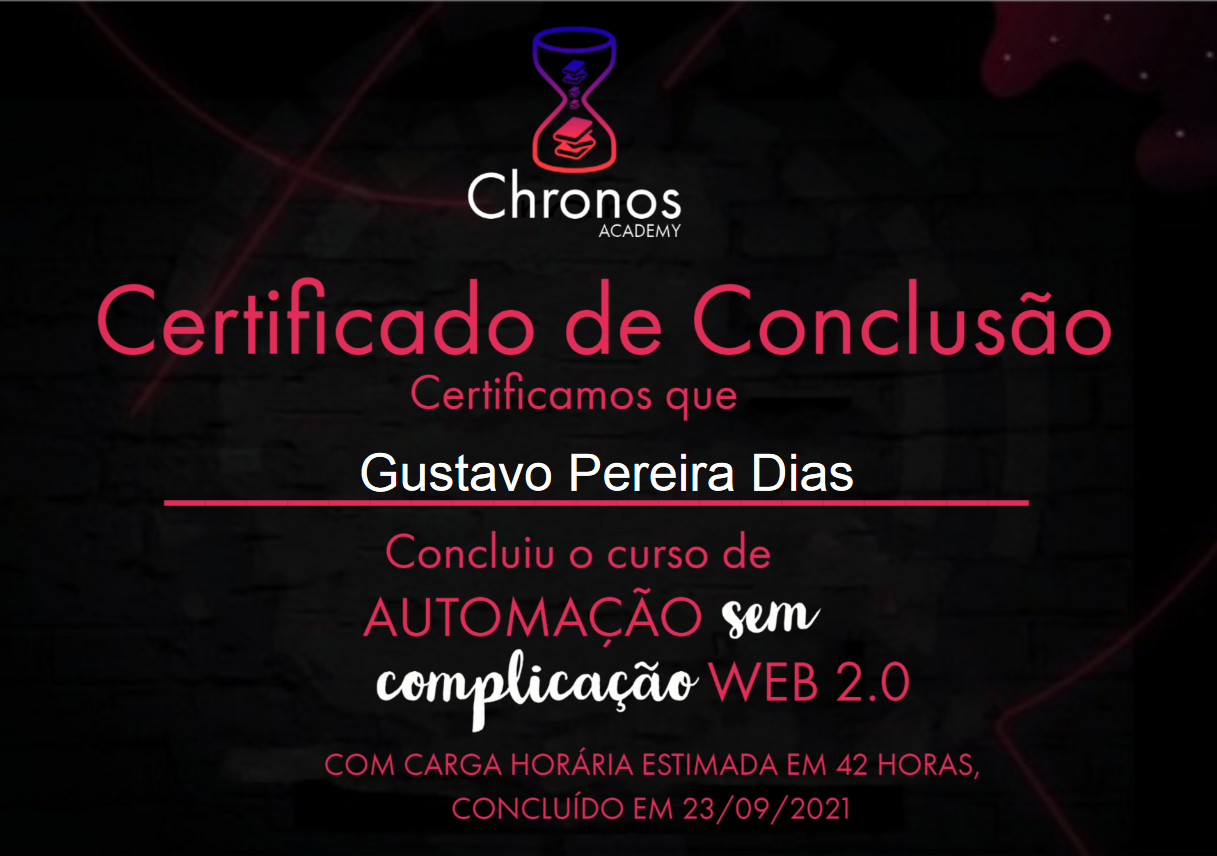 Chronos
ACADEMY
Certificado de Conclusão
Certificamos que
Gustavo Pereira Dias
Concluiu o curso de
AUTOMAÇÃO sem
complicação WEB 2.0
COM CARGA HORÁRIA ESTIMADA EM 42 HORAS,
CONCLUÍDO EM 23/09/2021